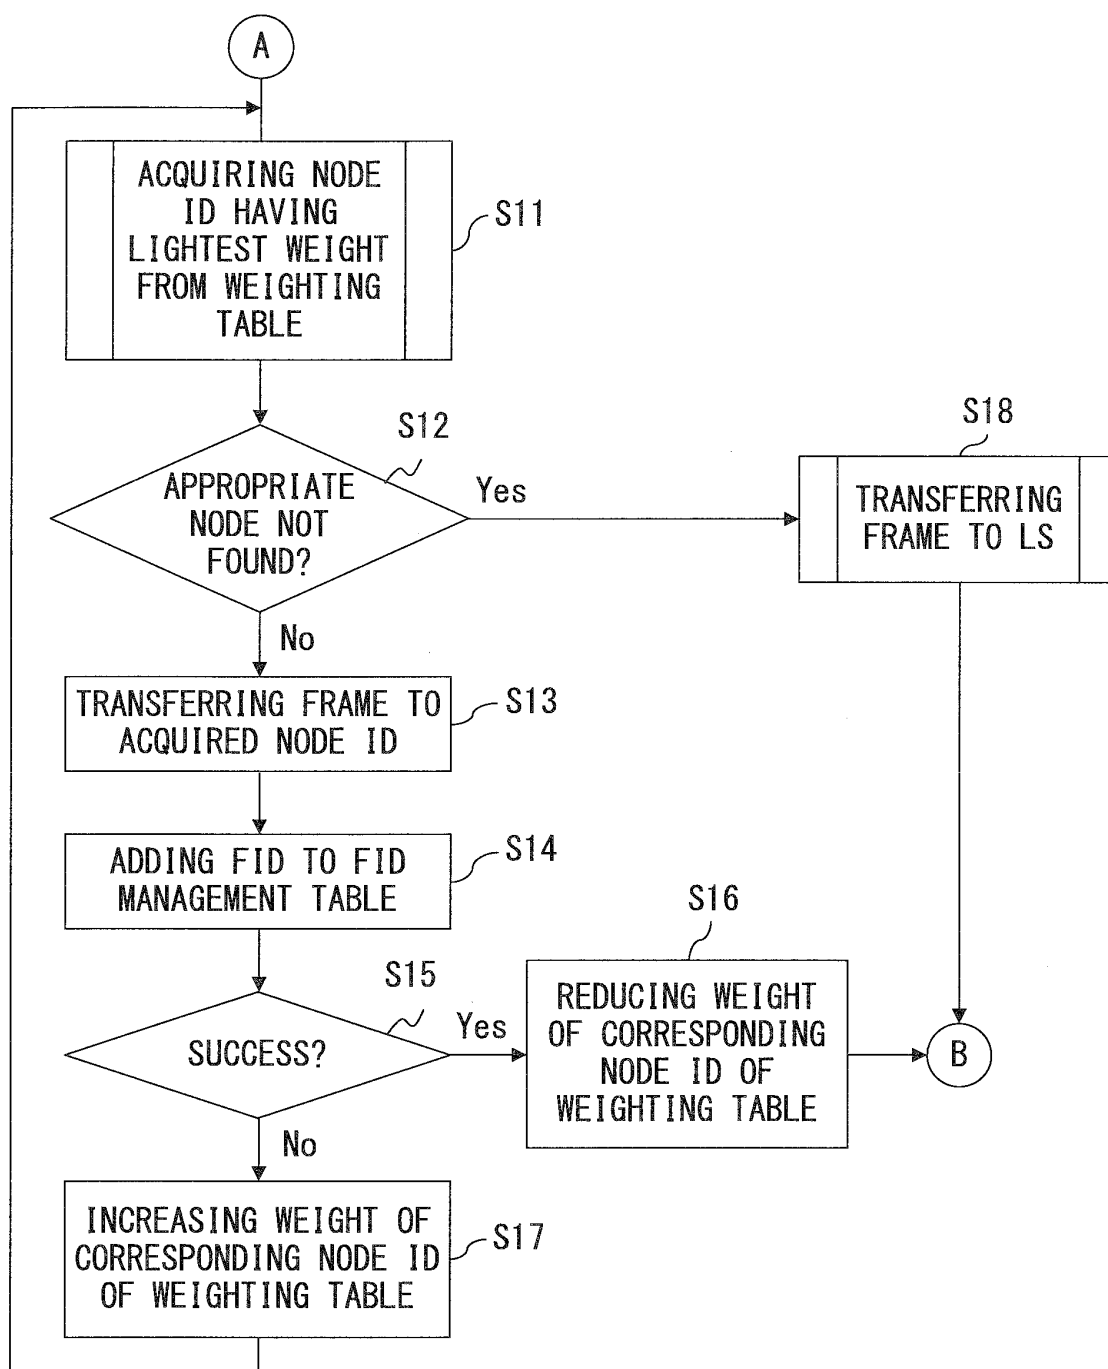 A
ACQUIRING NODE
ID HAVING
LIGHTEST WEIGHT
FROM WEIGHTING
TABLE
S11
S12
APPROPRIATE
NODE NOT
FOUND?
Yes
S18
TRANSFERRING
FRAME TO LS
No
TRANSFERRING FRAME TO
ACQUIRED NODE ID
S13
ADDING FID TO FID
MANAGEMENT TABLE
S14
S15
SUCCESS?
Yes
S16
REDUCING WEIGHT
OF CORRESPONDING
NODE ID OF
WEIGHTING TABLE
B
No
INCREASING WEIGHT OF
CORRESPONDING NODE ID
OF WEIGHTING TABLE
S17